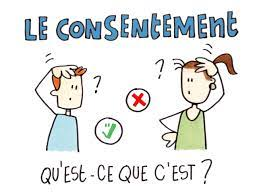 LE CONSENTEMENT
? ?
QU'EST-CE QUE C'EST ?